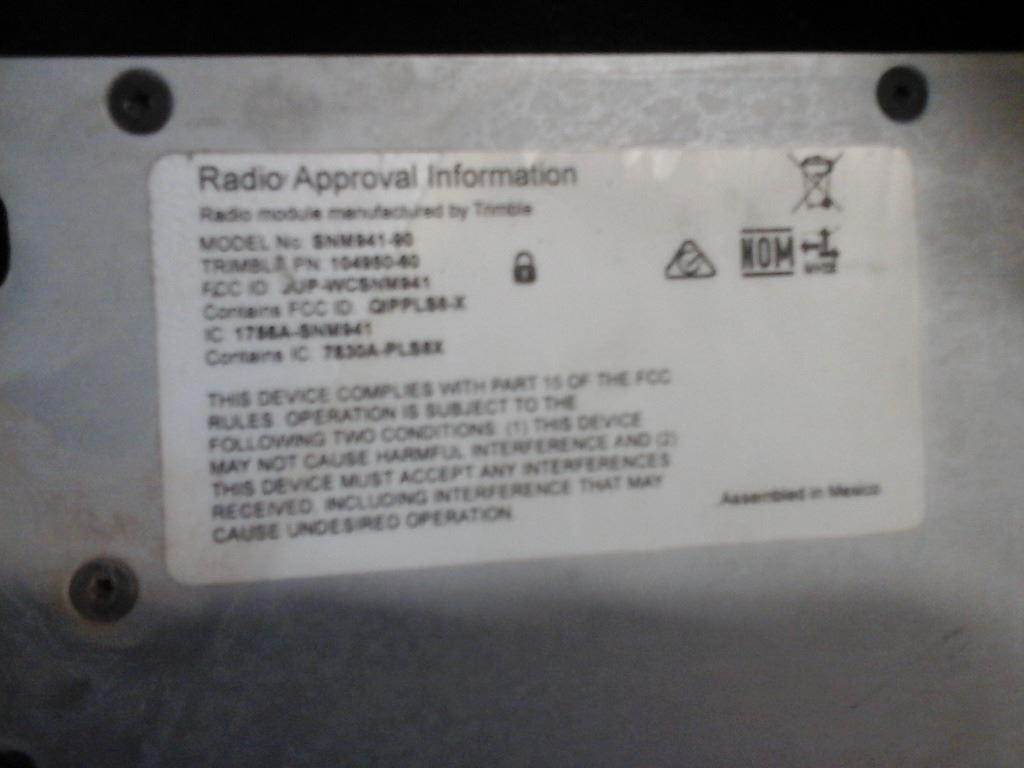 Radio Approval Information
Radio module manufactured by Trimble
MODEL No: SNM941-90
TRIMBLE PN: 104950-60
FCC ID: JUP-WCSNM941
Contains FCC ID: QIPPLS8-X
IC: 1756A-SNM941
Contains IC: 7830A-PLS8X
NOM
THIS DEVICE COMPLIES WITH PART 15 OF THE FCC
RULES. OPERATION IS SUBJECT TO THE
FOLLOWING TWO CONDITIONS. (1) THIS DEVICE
MAY NOT CAUSE HARMFUL INTERFERENCE AND (2)
THIS DEVICE MUST ACCEPT ANY INTERFERENCES
RECEIVED, INCLUDING INTERFERENCE THAT MAY
CAUSE UNDESIRED OPERATION.
Assembled in Mexico